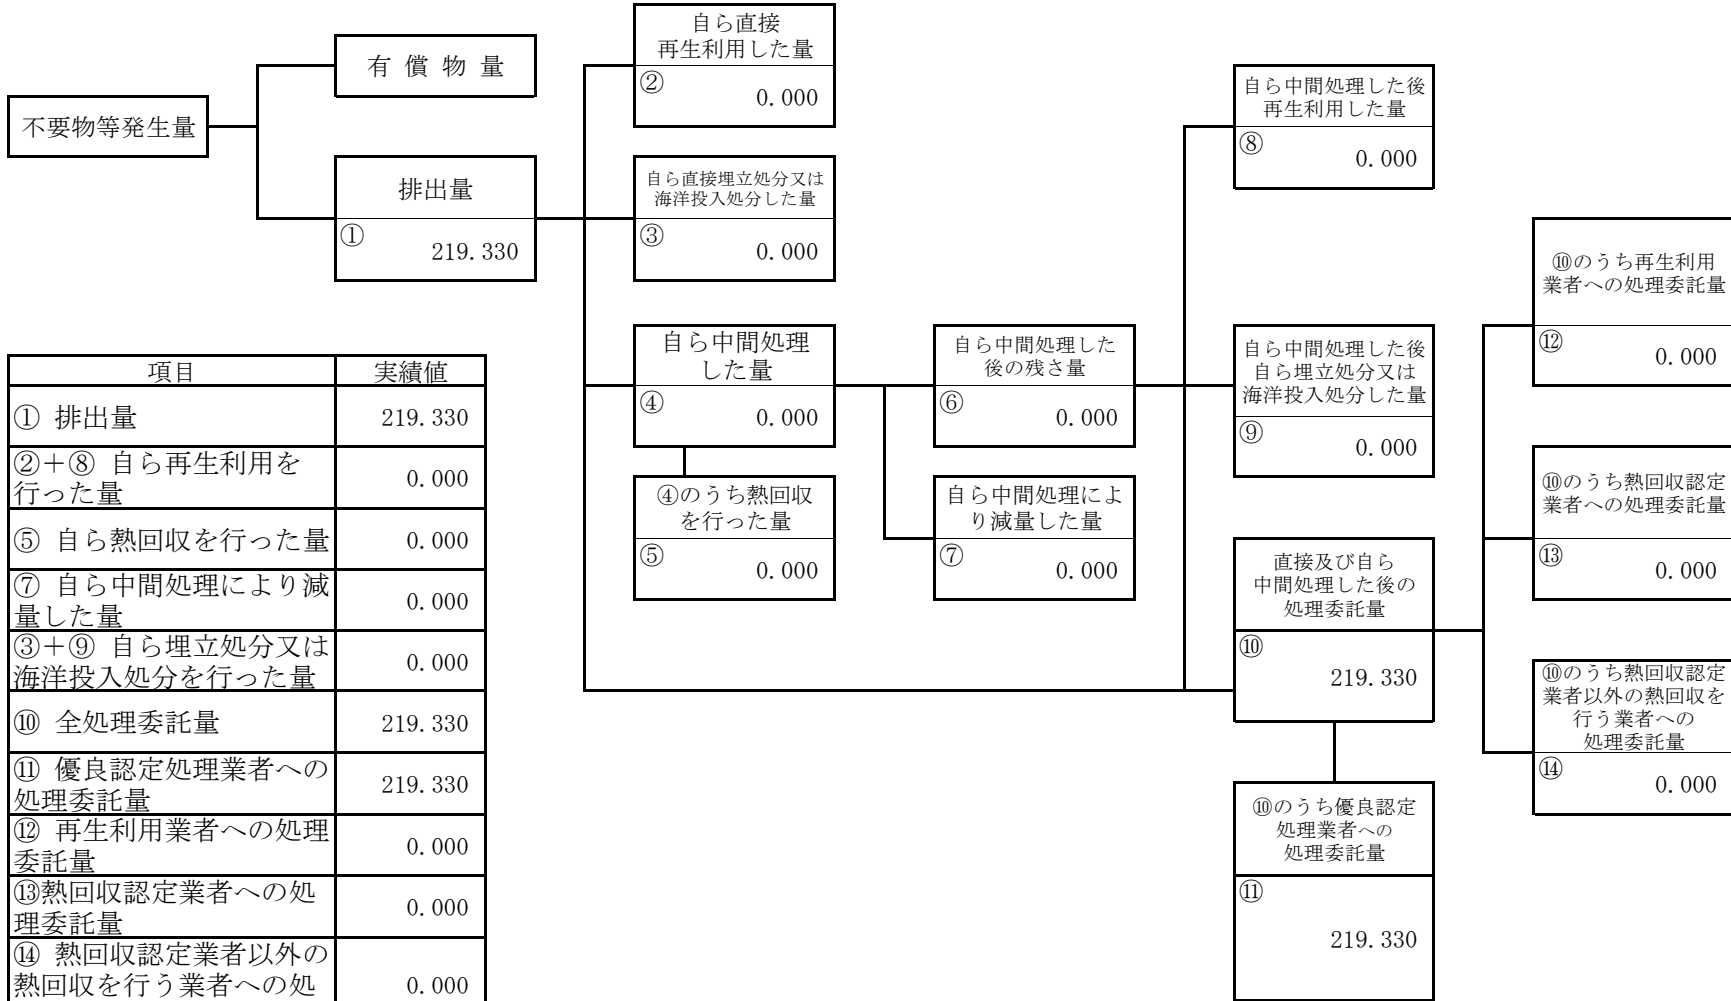 不要物等発生量
有 償 物 量
排出量
①
219.330
自ら直接
再生利用した量
②
0.000
自ら直接埋立処分又は
海洋投入処分した量
③
0.000
自ら中間処理
した量
④
0.000
④のうち熱回収
を行った量
⑤
0.000
自ら中間処理した
後の残さ量
⑥
0.000
自ら中間処理によ
り減量した量
⑦
0.000
自ら中間処理した後
再生利用した量
⑧
0.000
自ら中間処理した後
自ら埋立処分又は
海洋投入処分した量
⑨
0.000
直接及び自ら
中間処理した後の
処理委託量
⑩
219.330
⑩のうち優良認定
処理業者への
処理委託量
⑪
219.330
⑩のうち再生利用
業者への処理委託量
⑫
0.000
⑩のうち熱回収認定
業者への処理委託量
⑬
0.000
⑩のうち熱回収認定
業者以外の熱回収を
行う業者への
処理委託量
⑭
0.000
項目 実績値
① 排出量 219.330
②+⑧ 自ら再生利用を
行った量 0.000
⑤ 自ら熱回収を行った量 0.000
⑦ 自ら中間処理により減
量した量 0.000
③+⑨ 自ら埋立処分又は
海洋投入処分を行った量 0.000
⑩ 全処理委託量 219.330
⑪ 優良認定処理業者への
処理委託量 219.330
⑫ 再生利用業者への処理
委託量 0.000
⑬熱回収認定業者への処
理委託量 0.000
⑭ 熱回収認定業者以外の
熱回収を行う業者への処 0.000